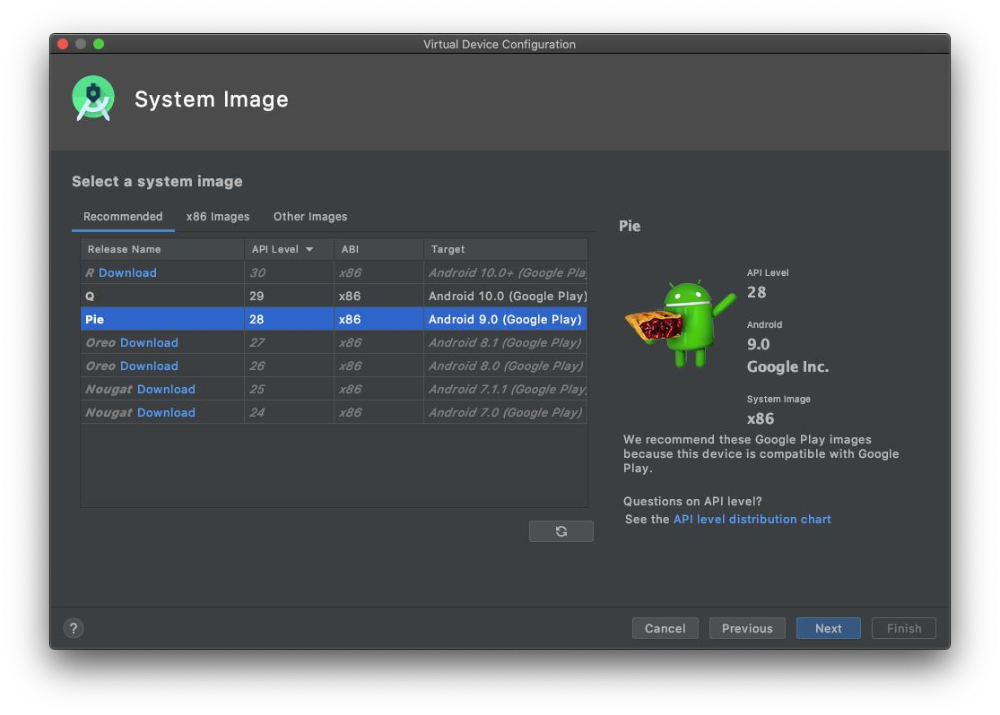 Virtual Device Configuration
System Image
Select a system image
Recommended x86 Images Other Images
Release Name API Level ABI Target
R Download 30 x86 Android 10.0+ (Google Pla
Q 29 x86 Android 10.0 (Google Play)
Pie 28 x86 Android 9.0 (Google Play)
Oreo Download 27 x86 Android 8.1 (Google Play)
Oreo Download 26 x86 Android 8.0 (Google Play)
Nougat Download 25 x86 Android 7.1.1 (Google Play
Nougat Download 24 x86 Android 7.0 (Google Play)
Pie
API Level
28
Android
9.0
Google Inc.
System Image
x86
We recommend these Google Play images
because this device is compatible with Google
Play.
Questions on API level?
See the API level distribution chart
? Cancel Previous Next Finish